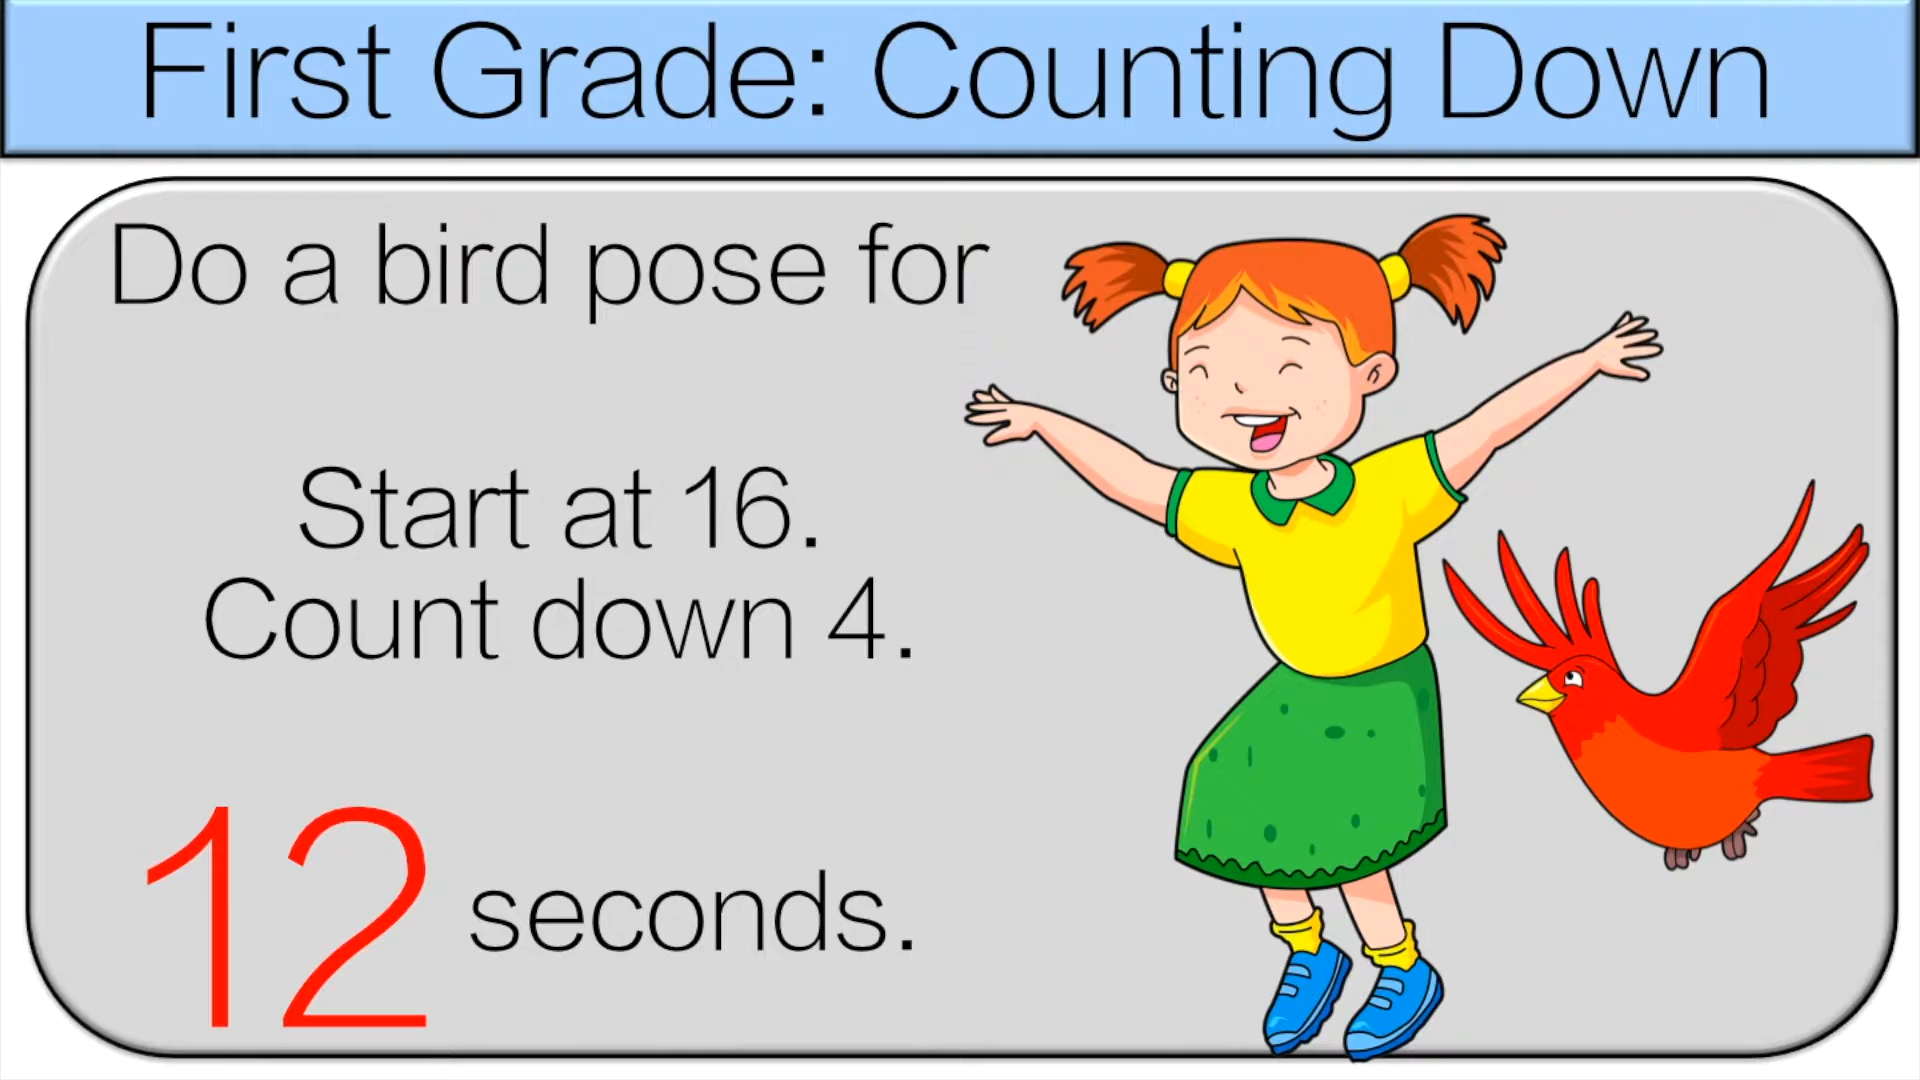 First Grade: Counting Down
Do a bird pose for
Start at 16.
Count down 4.
12 seconds.